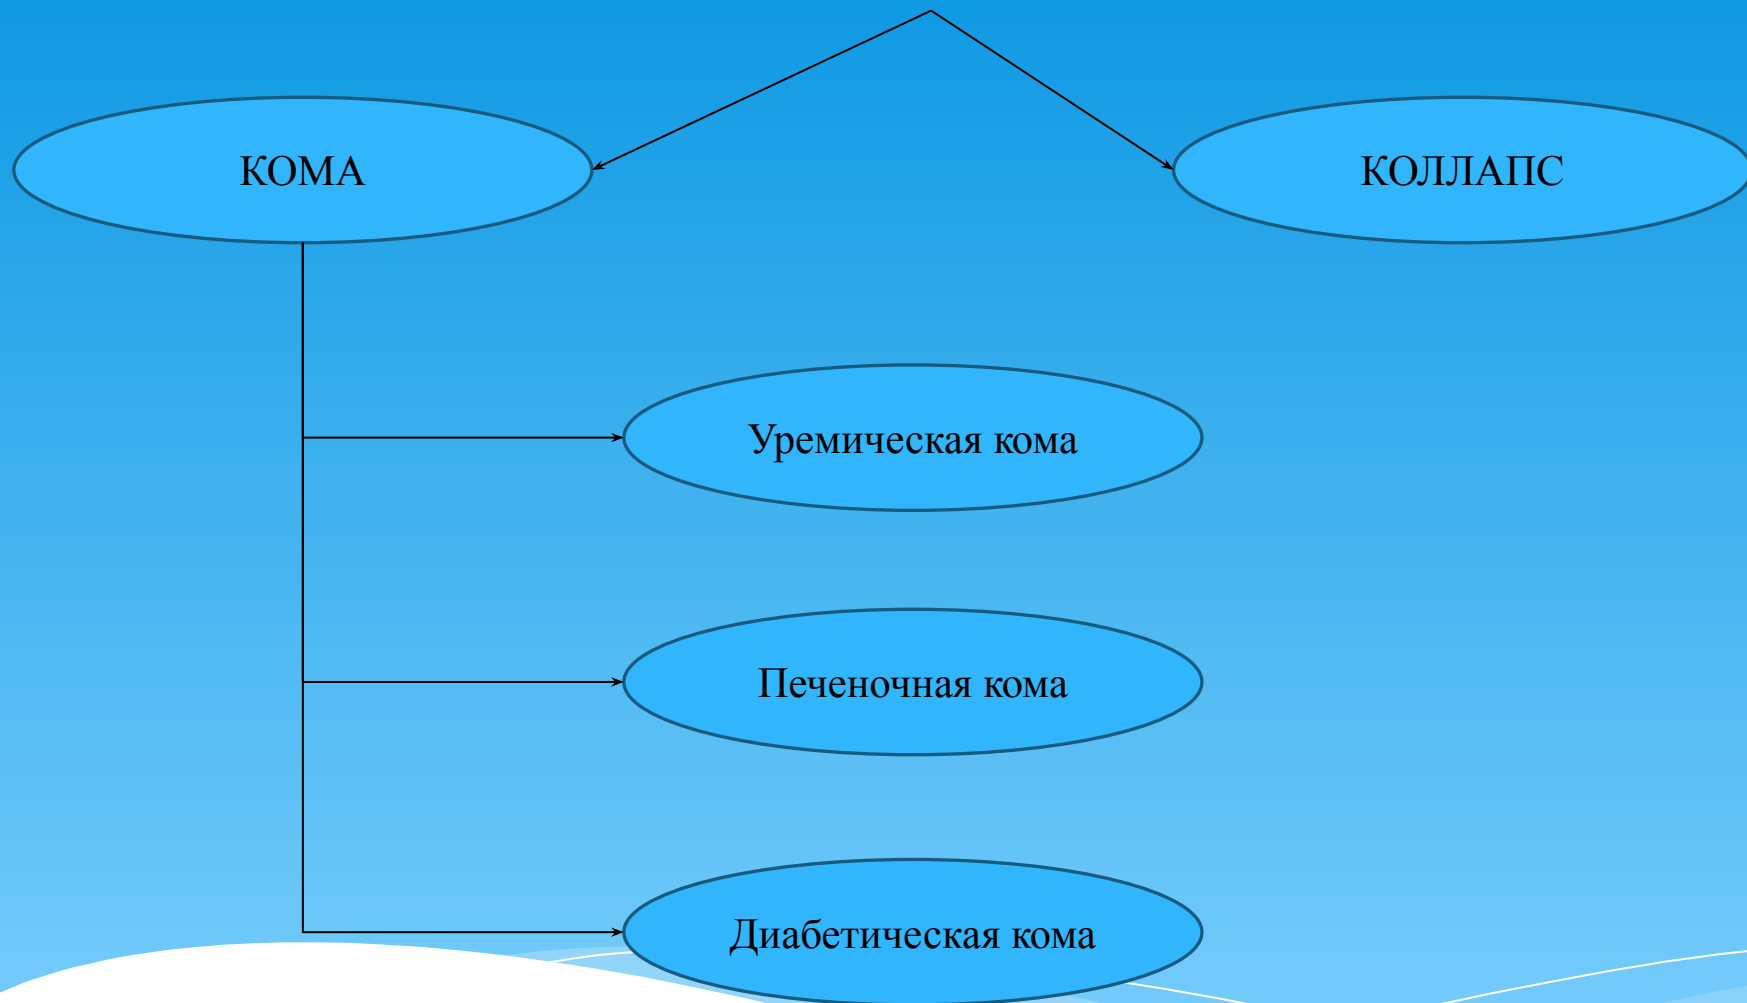 КОМА
КОЛЛАПС
Уремическая кома
Печеночная кома
Диабетическая кома